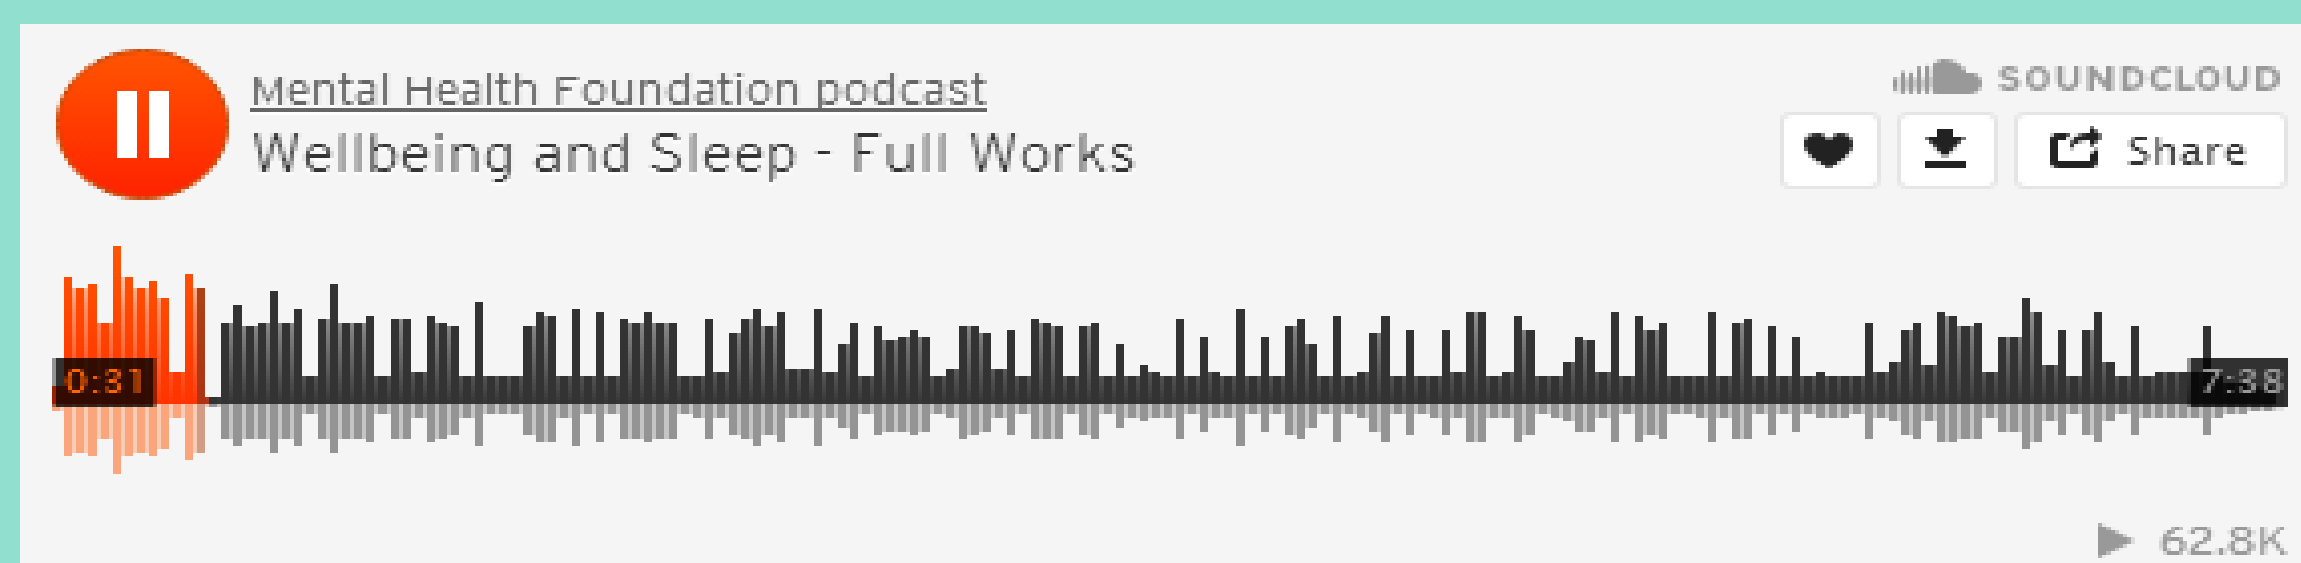 Mental Health Foundation podcast
SOUNDCLOUD
Wellbeing and Sleep - Full Works
Share
0:31
7:38
62.8K